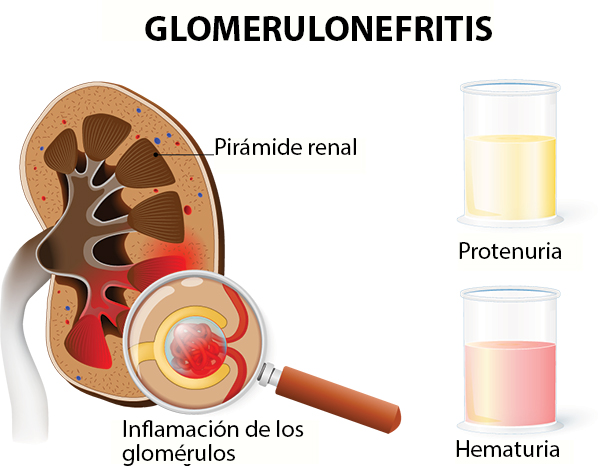 GLOMERULONEFRITIS
Pirámide renal
Protenuria
Inflamación de los
glomérulos
Hematuria